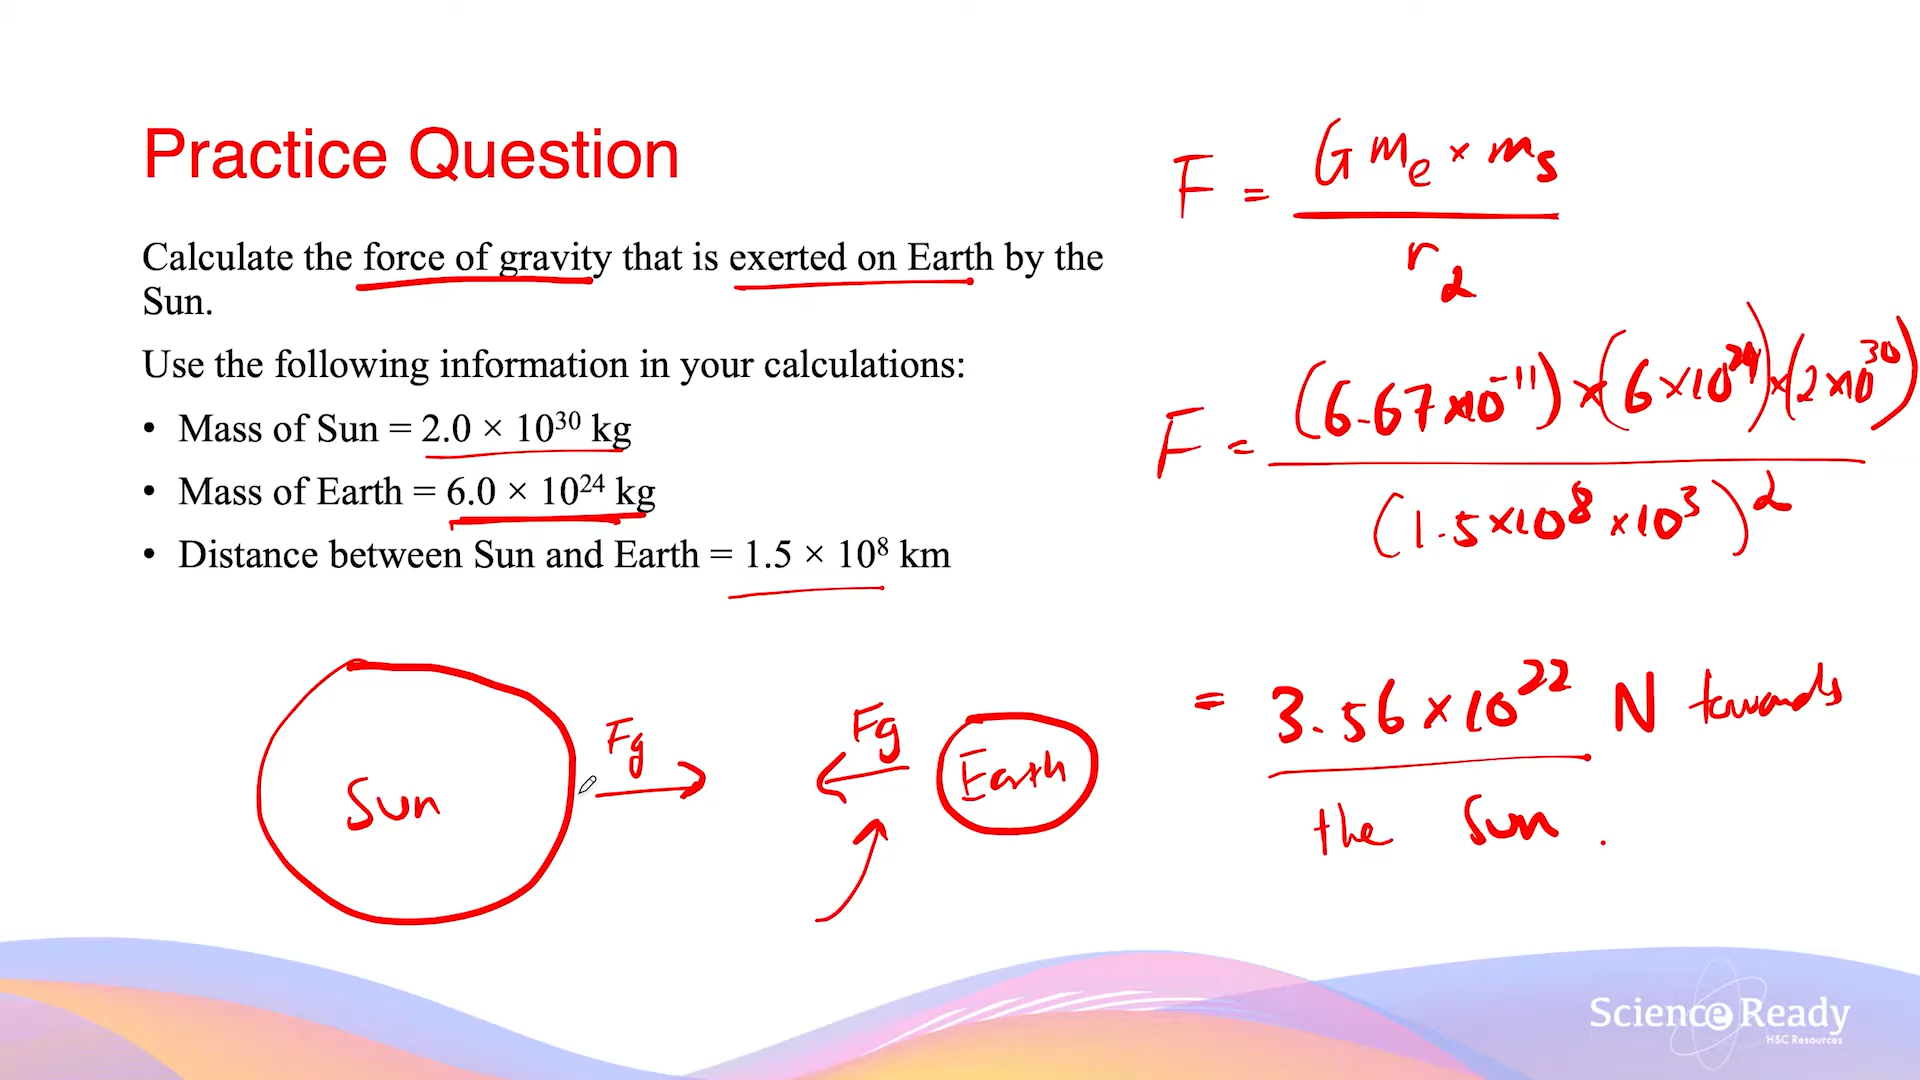 Practice Question
Calculate the force of gravity that is exerted on Earth by the
Sun.
Use the following information in your calculations:
• Mass of Sun = 2.0 × 10³⁰ kg
• Mass of Earth = 6.0 × 10²⁴ kg
• Distance between Sun and Earth = 1.5 × 10⁸ km
Sun
Fg
Fg
Earth
F = G me × ms
r 2
F = (6.67×10⁻¹¹) × (6×10²⁴) × (2×10³⁰)
(1.5×10⁸ ×10³)²
= 3.56×10²² N towards
the Sun.
Science Ready
HSC Resources